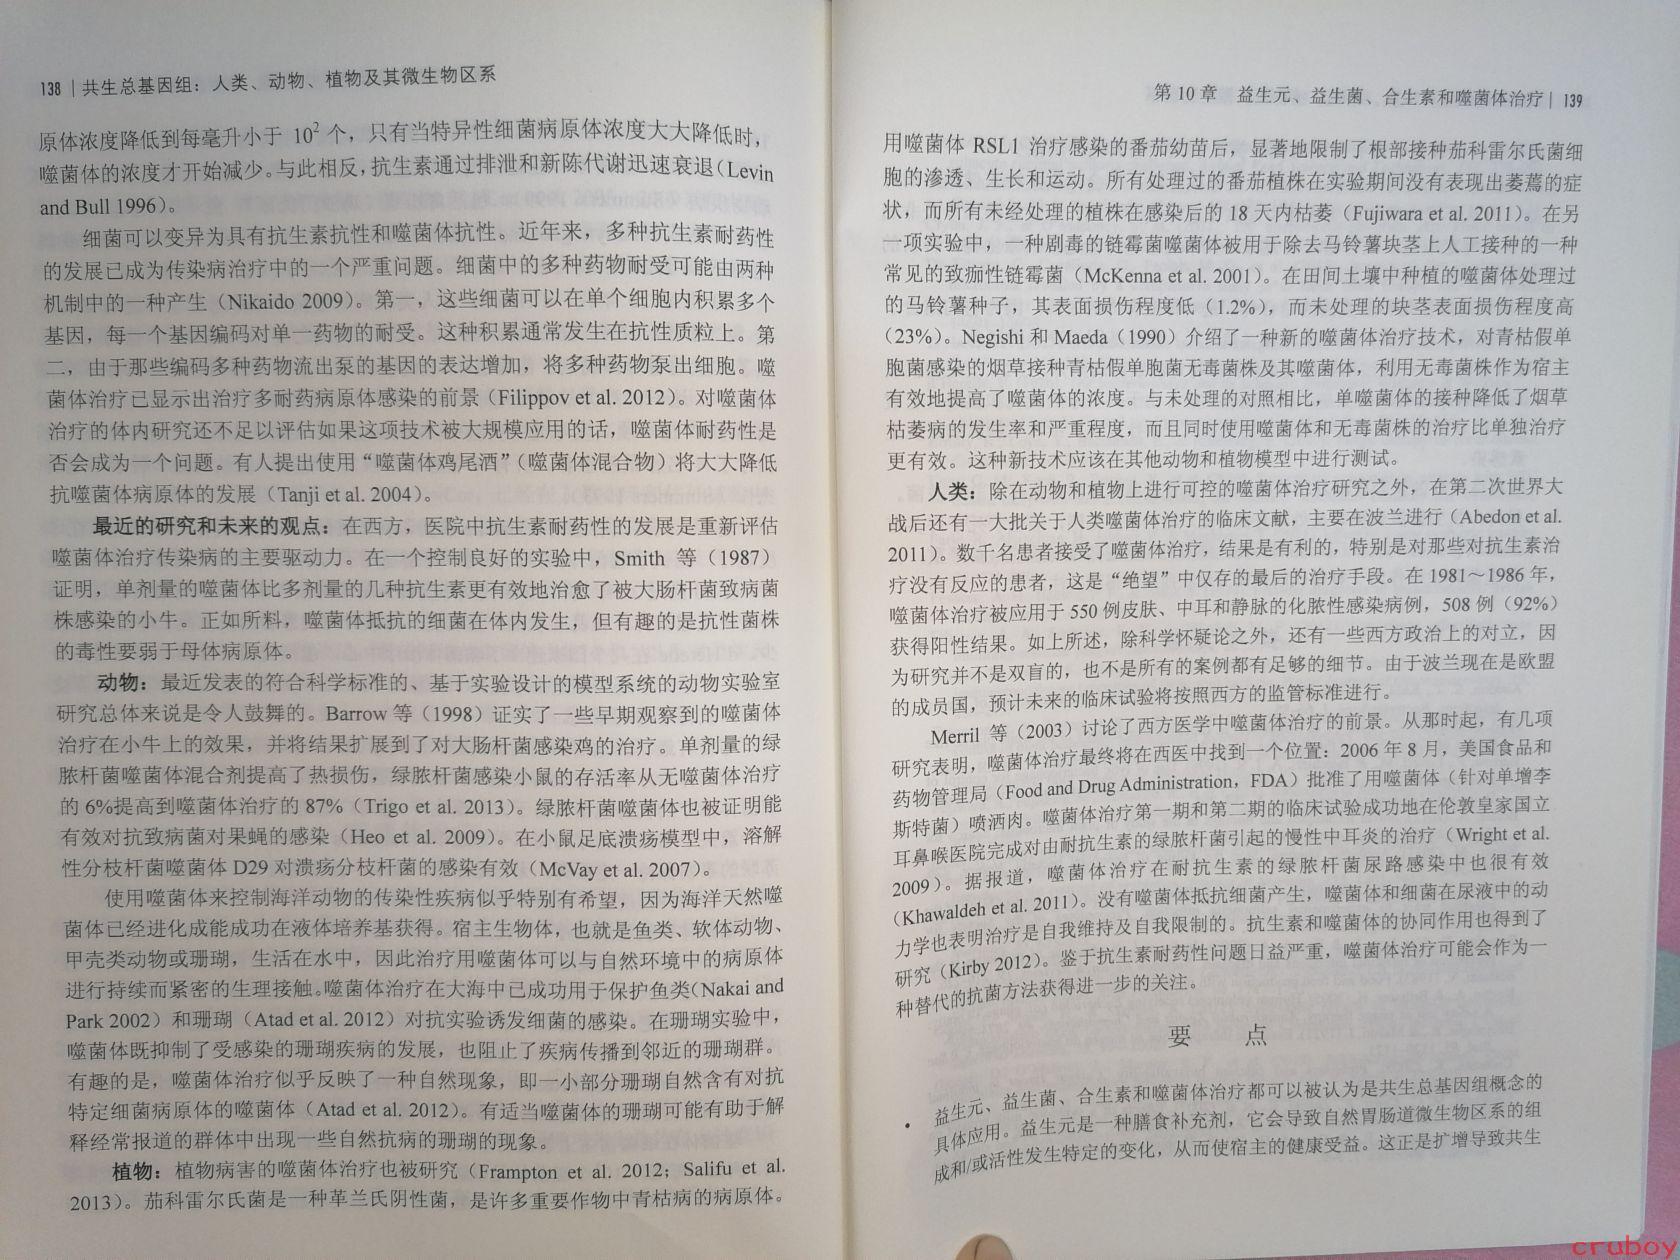 138 | 共生总基因组：人类、动物、植物及其微生物区系
原体浓度降低到每毫升小于 10² 个，只有当特异性细菌病原体浓度大大降低时，
噬菌体的浓度才开始减少。与此相反，抗生素通过排泄和新陈代谢迅速衰退（Levin
and Bull 1996）。
细菌可以变异为具有抗生素抗性和噬菌体抗性。近年来，多种抗生素耐药性
的发展已成为传染病治疗中的一个严重问题。细菌中的多种药物耐受可能由两种
机制中的一种产生（Nikaido 2009）。第一，这些细菌可以在单个细胞内积累多个
基因，每一个基因编码对单一药物的耐受。这种积累通常发生在抗性质粒上。第
二，由于那些编码多种药物流出泵的基因的表达增加，将多种药物泵出细胞。噬
菌体治疗已显示出治疗多耐药病原体感染的前景（Filippov et al. 2012）。对噬菌体
治疗的体内研究还不足以评估如果这项技术被大规模应用的话，噬菌体耐药性是
否会成为一个问题。有人提出使用“噬菌体鸡尾酒”（噬菌体混合物）将大大降低
抗噬菌体病原体的发展（Tanji et al. 2004）。
最近的研究和未来的观点：在西方，医院中抗生素耐药性的发展是重新评估
噬菌体治疗传染病的主要驱动力。在一个控制良好的实验中，Smith 等（1987）
证明，单剂量的噬菌体比多剂量的几种抗生素更有效地治愈了被大肠杆菌致病菌
株感染的小牛。正如所料，噬菌体抵抗的细菌在体内发生，但有趣的是抗性菌株
的毒性要弱于母体病原体。
动物：最近发表的符合科学标准的、基于实验设计的模型系统的动物实验室
研究总体来说是令人鼓舞的。Barrow 等（1998）证实了一些早期观察到的噬菌体
治疗在小牛上的效果，并将结果扩展到了对大肠杆菌感染鸡的治疗。单剂量的绿
脓杆菌噬菌体混合剂提高了热损伤，绿脓杆菌感染小鼠的存活率从无噬菌体治疗
的 6%提高到噬菌体治疗的 87%（Trigo et al. 2013）。绿脓杆菌噬菌体也被证明能
有效对抗致病菌对果蝇的感染（Heo et al. 2009）。在小鼠足底溃疡模型中，溶解
性分枝杆菌噬菌体 D29 对溃疡分枝杆菌的感染有效（McVay et al. 2007）。
使用噬菌体来控制海洋动物的传染性疾病似乎特别有希望，因为海洋天然噬
菌体已经进化成能成功在液体培养基获得。宿主生物体，也就是鱼类、软体动物、
甲壳类动物或珊瑚，生活在水中，因此治疗用噬菌体可以与自然环境中的病原体
进行持续而紧密的生理接触。噬菌体治疗在大海中已成功用于保护鱼类（Nakai and
Park 2002）和珊瑚（Atad et al. 2012）对抗实验诱发细菌的感染。在珊瑚实验中，
噬菌体既抑制了受感染的珊瑚疾病的发展，也阻止了疾病传播到邻近的珊瑚群。
有趣的是，噬菌体治疗似乎反映了一种自然现象，即一小部分珊瑚自然含有对抗
特定细菌病原体的噬菌体（Atad et al. 2012）。有适当噬菌体的珊瑚可能有助于解
释经常报道的群体中出现一些自然抗病的珊瑚的现象。
植物：植物病害的噬菌体治疗也被研究（Frampton et al. 2012；Salifu et al.
2013）。茄科雷尔氏菌是一种革兰氏阴性菌，是许多重要作物中青枯病的病原体。
第 10 章 益生元、益生菌、合生素和噬菌体治疗 | 139
用噬菌体 RSL1 治疗感染的番茄幼苗后，显著地限制了根部接种茄科雷尔氏菌细
胞的渗透、生长和运动。所有处理过的番茄植株在实验期间没有表现出萎蔫的症
状，而所有未经处理的植株在感染后的 18 天内枯萎（Fujiwara et al. 2011）。在另
一项实验中，一种剧毒的链霉菌噬菌体被用于除去马铃薯块茎上人工接种的一种
常见的致痂性链霉菌（McKenna et al. 2001）。在田间土壤中种植的噬菌体处理过
的马铃薯种子，其表面损伤程度低（1.2%），而未处理的块茎表面损伤程度高
（23%）。Negishi 和 Maeda（1990）介绍了一种新的噬菌体治疗技术，对青枯假单
胞菌感染的烟草接种青枯假单胞菌无毒菌株及其噬菌体，利用无毒菌株作为宿主
有效地提高了噬菌体的浓度。与未处理的对照相比，单噬菌体的接种降低了烟草
枯萎病的发生率和严重程度，而且同时使用噬菌体和无毒菌株的治疗比单独治疗
更有效。这种新技术应该在其他动物和植物模型中进行测试。
人类：除在动物和植物上进行可控的噬菌体治疗研究之外，在第二次世界大
战后还有一大批关于人类噬菌体治疗的临床文献，主要在波兰进行（Abedon et al.
2011）。数千名患者接受了噬菌体治疗，结果是有利的，特别是对那些对抗生素治
疗没有反应的患者，这是“绝望”中仅存的最后的治疗手段。在 1981～1986 年，
噬菌体治疗被应用于 550 例皮肤、中耳和静脉的化脓性感染病例，508 例（92%）
获得阳性结果。如上所述，除科学怀疑论之外，还有一些西方政治上的对立，因
为研究并不是双盲的，也不是所有的案例都有足够的细节。由于波兰现在是欧盟
的成员国，预计未来的临床试验将按照西方的监管标准进行。
Merril 等（2003）讨论了西方医学中噬菌体治疗的前景。从那时起，有几项
研究表明，噬菌体治疗最终将在西医中找到一个位置：2006 年 8 月，美国食品和
药物管理局（Food and Drug Administration，FDA）批准了用噬菌体（针对单增李
斯特菌）喷洒肉。噬菌体治疗第一期和第二期的临床试验成功地在伦敦皇家国立
耳鼻喉医院完成对由耐抗生素的绿脓杆菌引起的慢性中耳炎的治疗（Wright et al.
2009）。据报道，噬菌体治疗在耐抗生素的绿脓杆菌尿路感染中也很有效
（Khawaldeh et al. 2011）。没有噬菌体抵抗细菌产生，噬菌体和细菌在尿液中的动
力学也表明治疗是自我维持及自我限制的。抗生素和噬菌体的协同作用也得到了
研究（Kirby 2012）。鉴于抗生素耐药性问题日益严重，噬菌体治疗可能会作为一
种替代的抗菌方法获得进一步的关注。
要 点
• 益生元、益生菌、合生素和噬菌体治疗都可以被认为是共生总基因组概念的
具体应用。益生元是一种膳食补充剂，它会导致自然胃肠道微生物区系的组
成和/或活性发生特定的变化，从而使宿主的健康受益。这正是扩增导致共生
cruboy